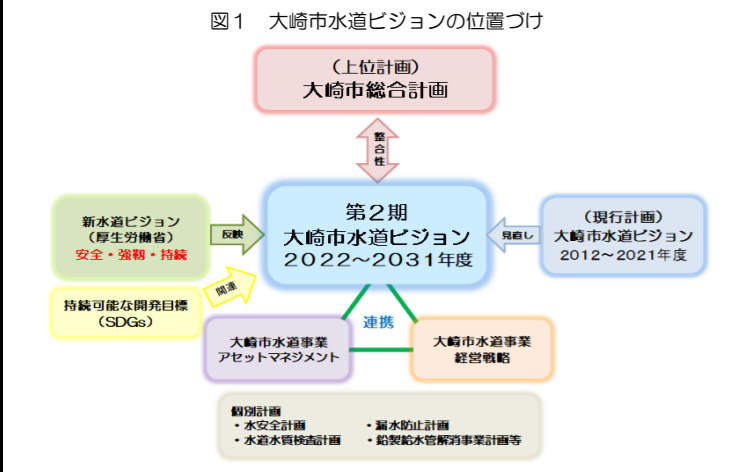 図1　大崎市水道ビジョンの位置づけ
（上位計画）
大崎市総合計画
整合性
第2期
大崎市水道ビジョン
2022～2031年度
新水道ビジョン
（厚生労働省）
安全・強靱・持続
反映
見直し
（現行計画）
大崎市水道ビジョン
2012～2021年度
関連
持続可能な開発目標
（SDGs）
連携
大崎市水道事業
アセットマネジメント
大崎市水道事業
経営戦略
個別計画
・水安全計画
・漏水防止計画
・水道水質検査計画
・鉛製給水管解消事業計画等